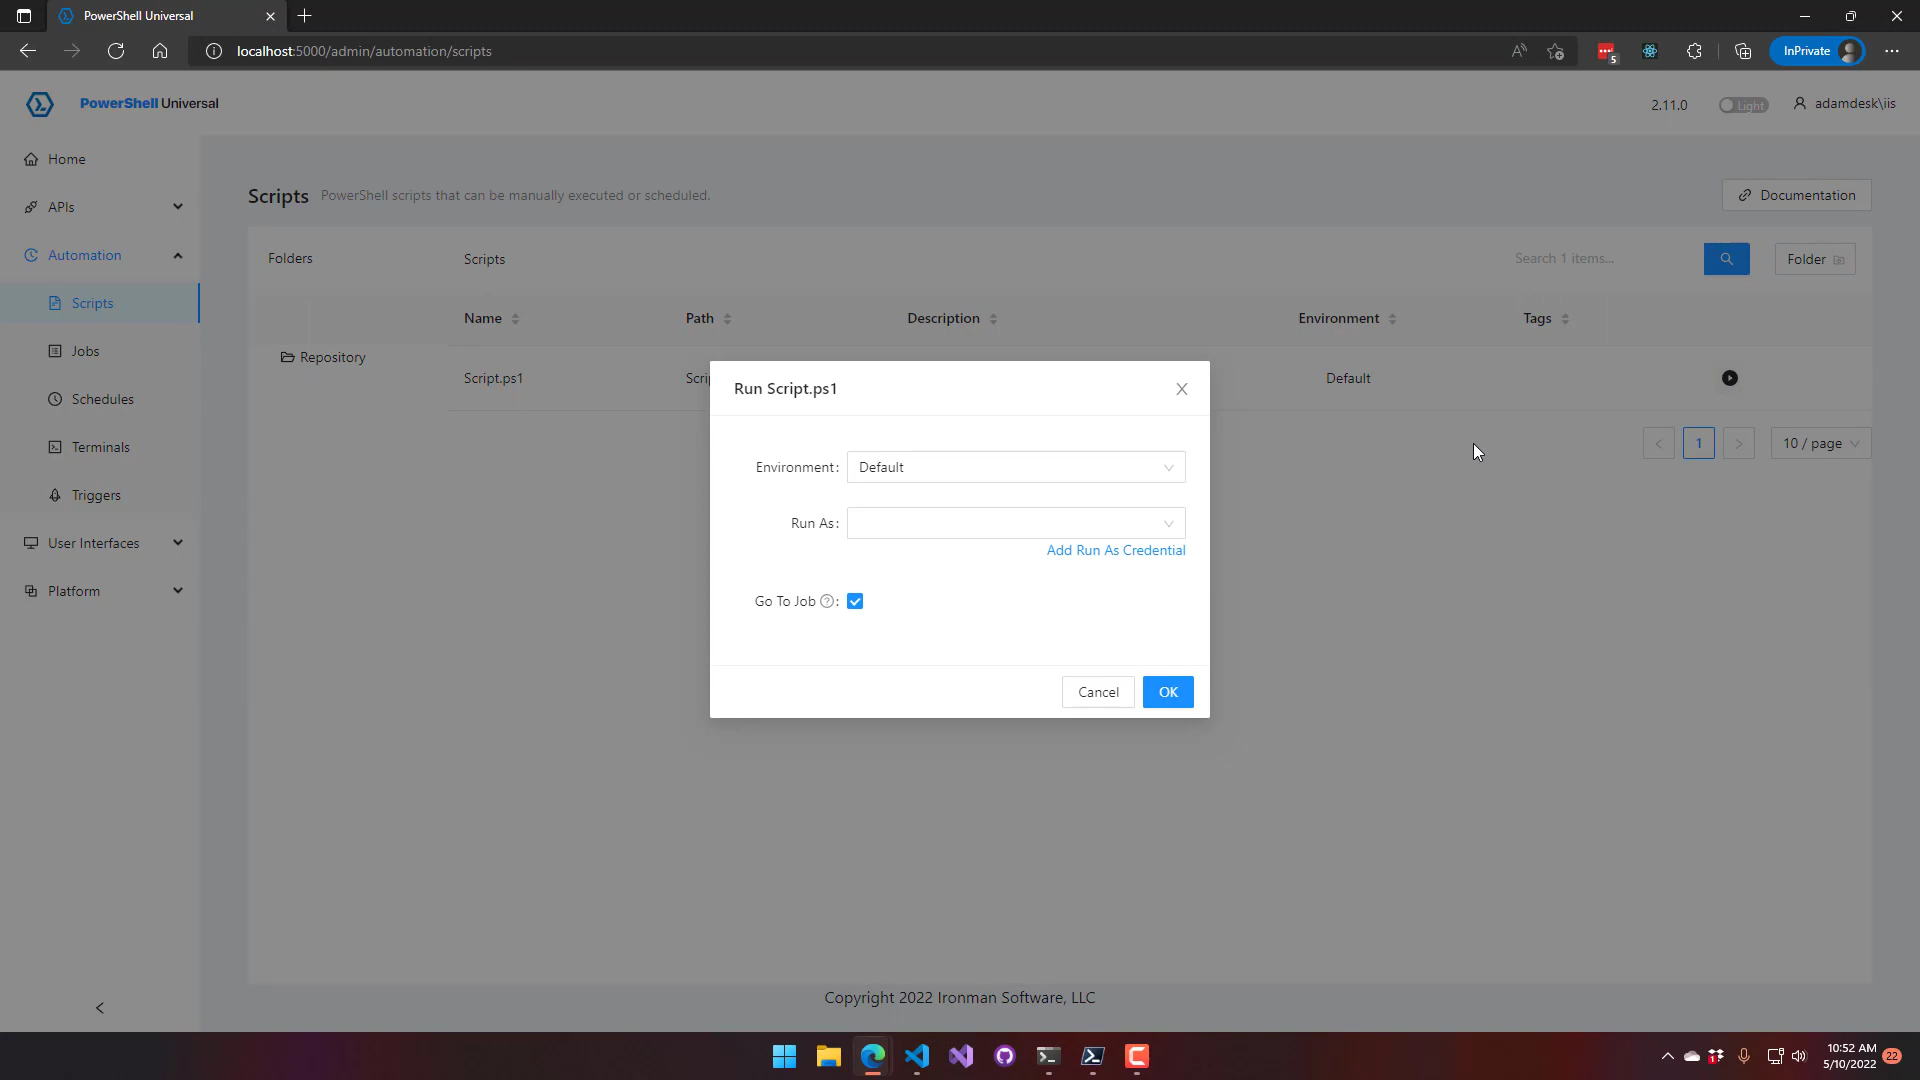 PowerShell Universal
localhost:5000/admin/automation/scripts
5
InPrivate
PowerShell Universal
2.11.0
Light
adamdesk\iis
Home
APIs
Automation
Scripts
Jobs
Schedules
Terminals
Triggers
User Interfaces
Platform
Scripts PowerShell scripts that can be manually executed or scheduled.
Documentation
Folders
Scripts
Search 1 items...
Folder
Name Path Description Environment Tags
Repository
Script.ps1 Scrip Default
1
10 / page
Run Script.ps1
Environment: Default
Run As:
Add Run As Credential
Go To Job :
Cancel OK
Copyright 2022 Ironman Software, LLC
10:52 AM
5/10/2022
22